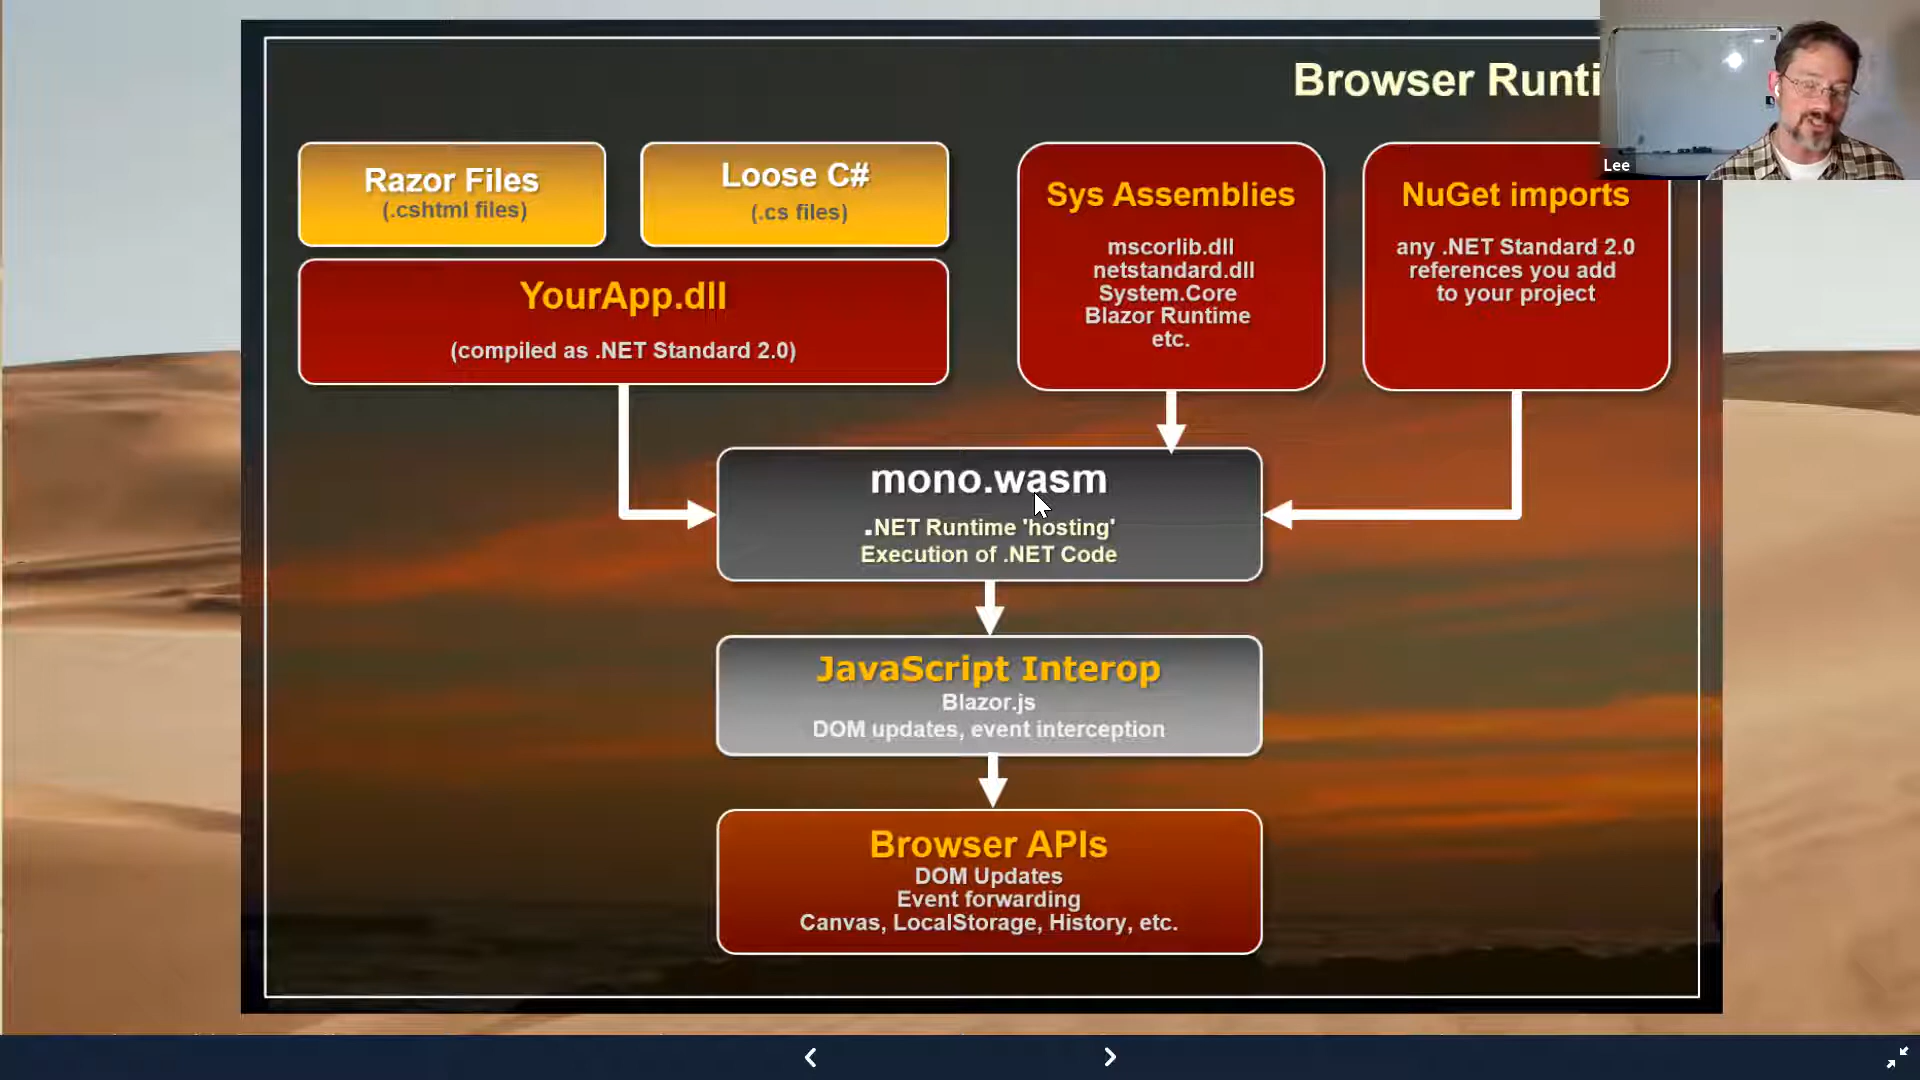 Browser Runti
Lee
Razor Files
(.cshtml files)
Loose C#
(.cs files)
YourApp.dll
(compiled as .NET Standard 2.0)
Sys Assemblies
mscorlib.dll
netstandard.dll
System.Core
Blazor Runtime
etc.
NuGet imports
any .NET Standard 2.0
references you add
to your project
mono.wasm
.NET Runtime 'hosting'
Execution of .NET Code
JavaScript Interop
Blazor.js
DOM updates, event interception
Browser APIs
DOM Updates
Event forwarding
Canvas, LocalStorage, History, etc.